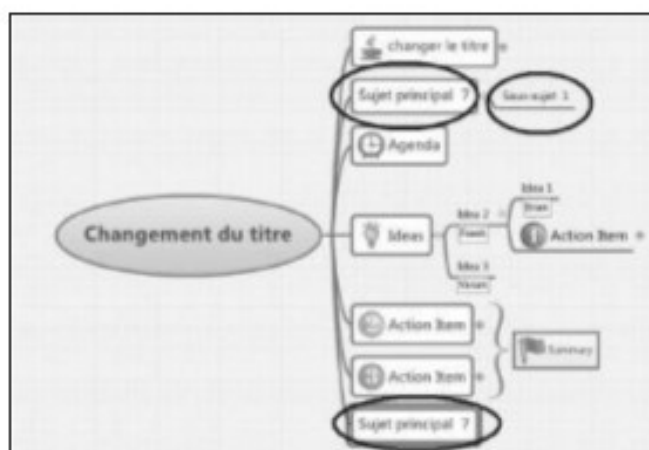 changer le titre
Sujet principal 7
Sous-sujet 1
Agenda
Changement du titre
Ideas
Idea 2
Idea 1
Action Item
Idea 3
Action Item
Action Item
Summary
Sujet principal 7